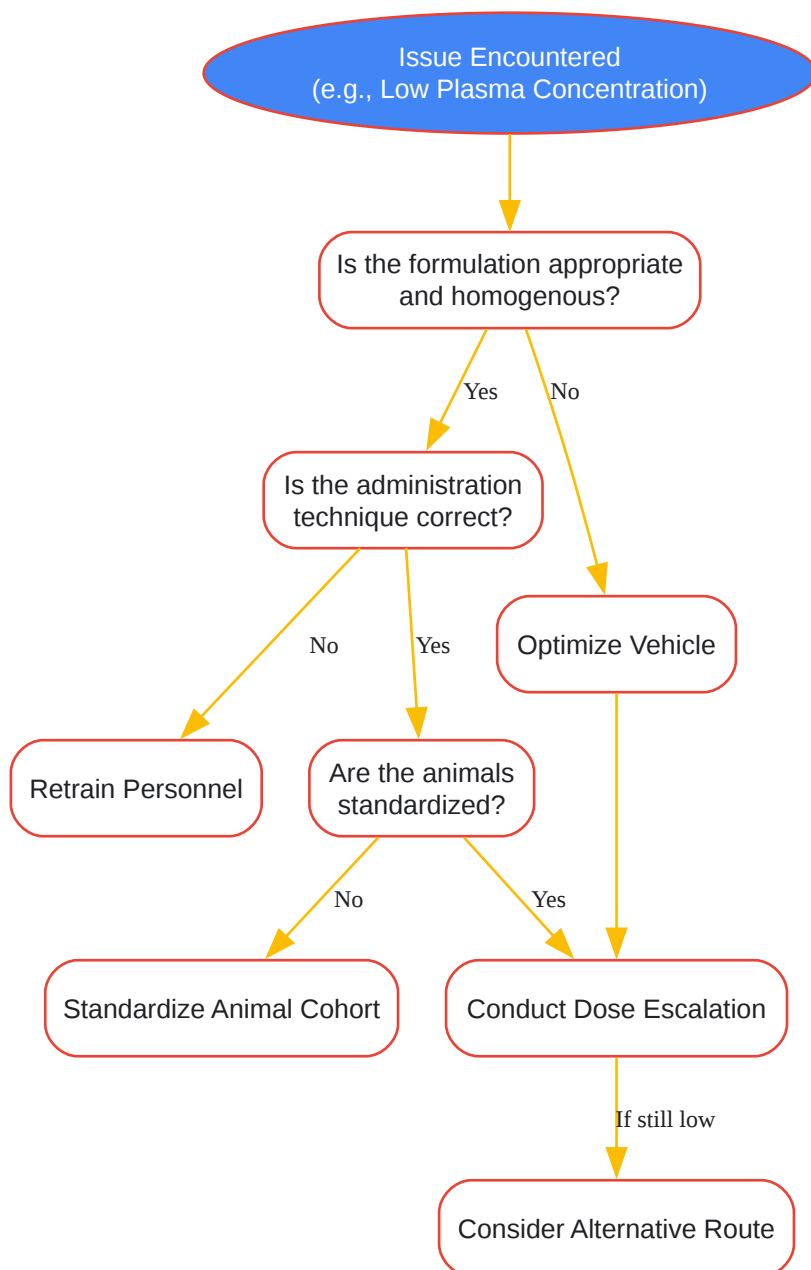 Issue Encountered
(e.g., Low Plasma Concentration)
Is the formulation appropriate
and homogenous?
Yes
No
Is the administration
technique correct?
No
Yes
Optimize Vehicle
Retrain Personnel
Are the animals
standardized?
No
Yes
Standardize Animal Cohort
Conduct Dose Escalation
If still low
Consider Alternative Route